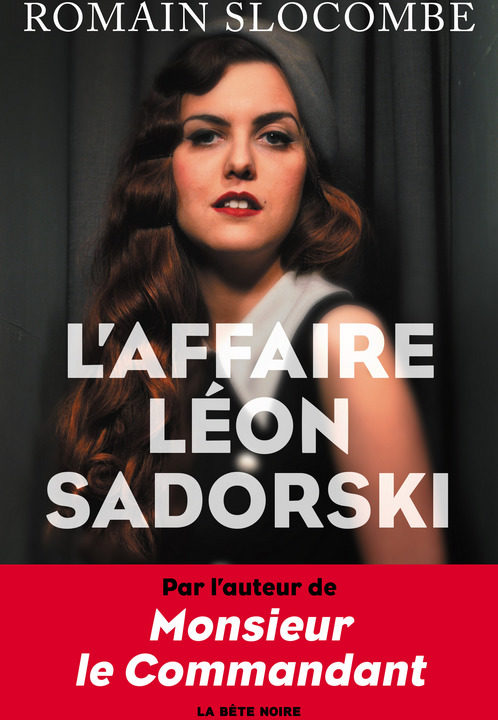 ROMAIN SLOCOMBE
L'AFFAIRE
LÉON
SADORSKI
Par l'auteur de
Monsieur
le Commandant
LA BÊTE NOIRE